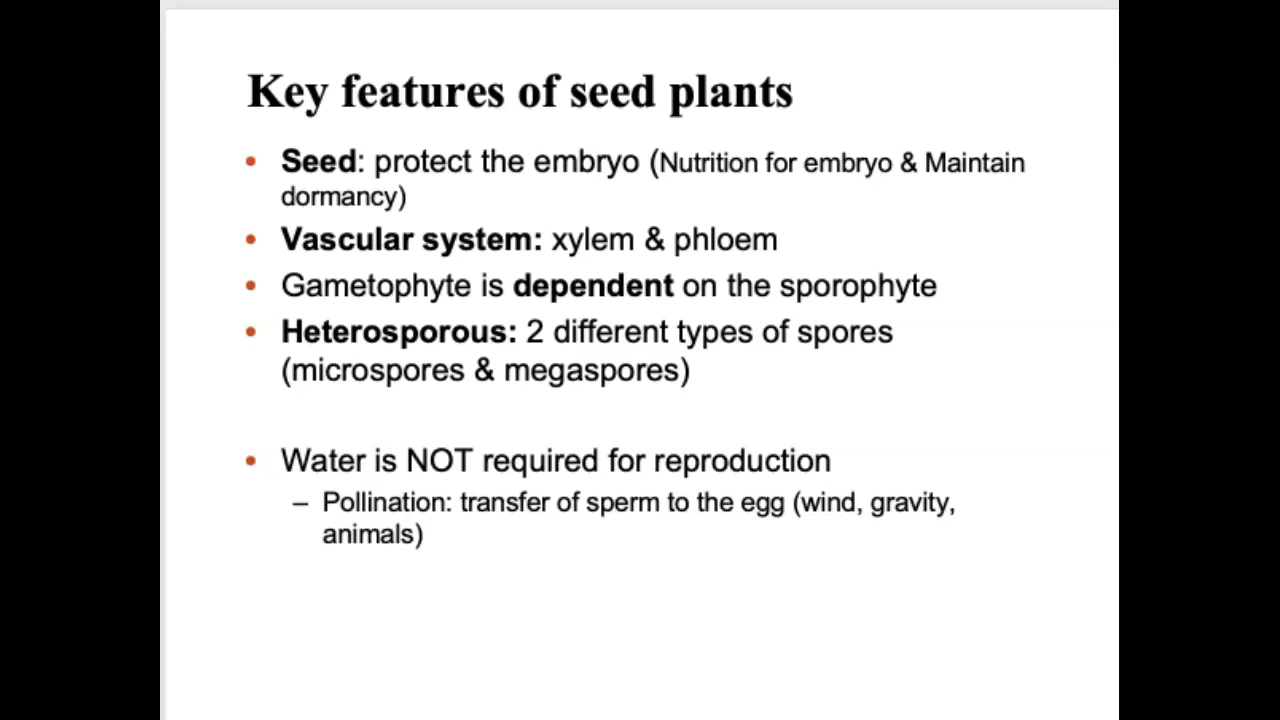 Key features of seed plants
• Seed: protect the embryo (Nutrition for embryo & Maintain
dormancy)
• Vascular system: xylem & phloem
• Gametophyte is dependent on the sporophyte
• Heterosporous: 2 different types of spores
(microspores & megaspores)
• Water is NOT required for reproduction
– Pollination: transfer of sperm to the egg (wind, gravity,
animals)